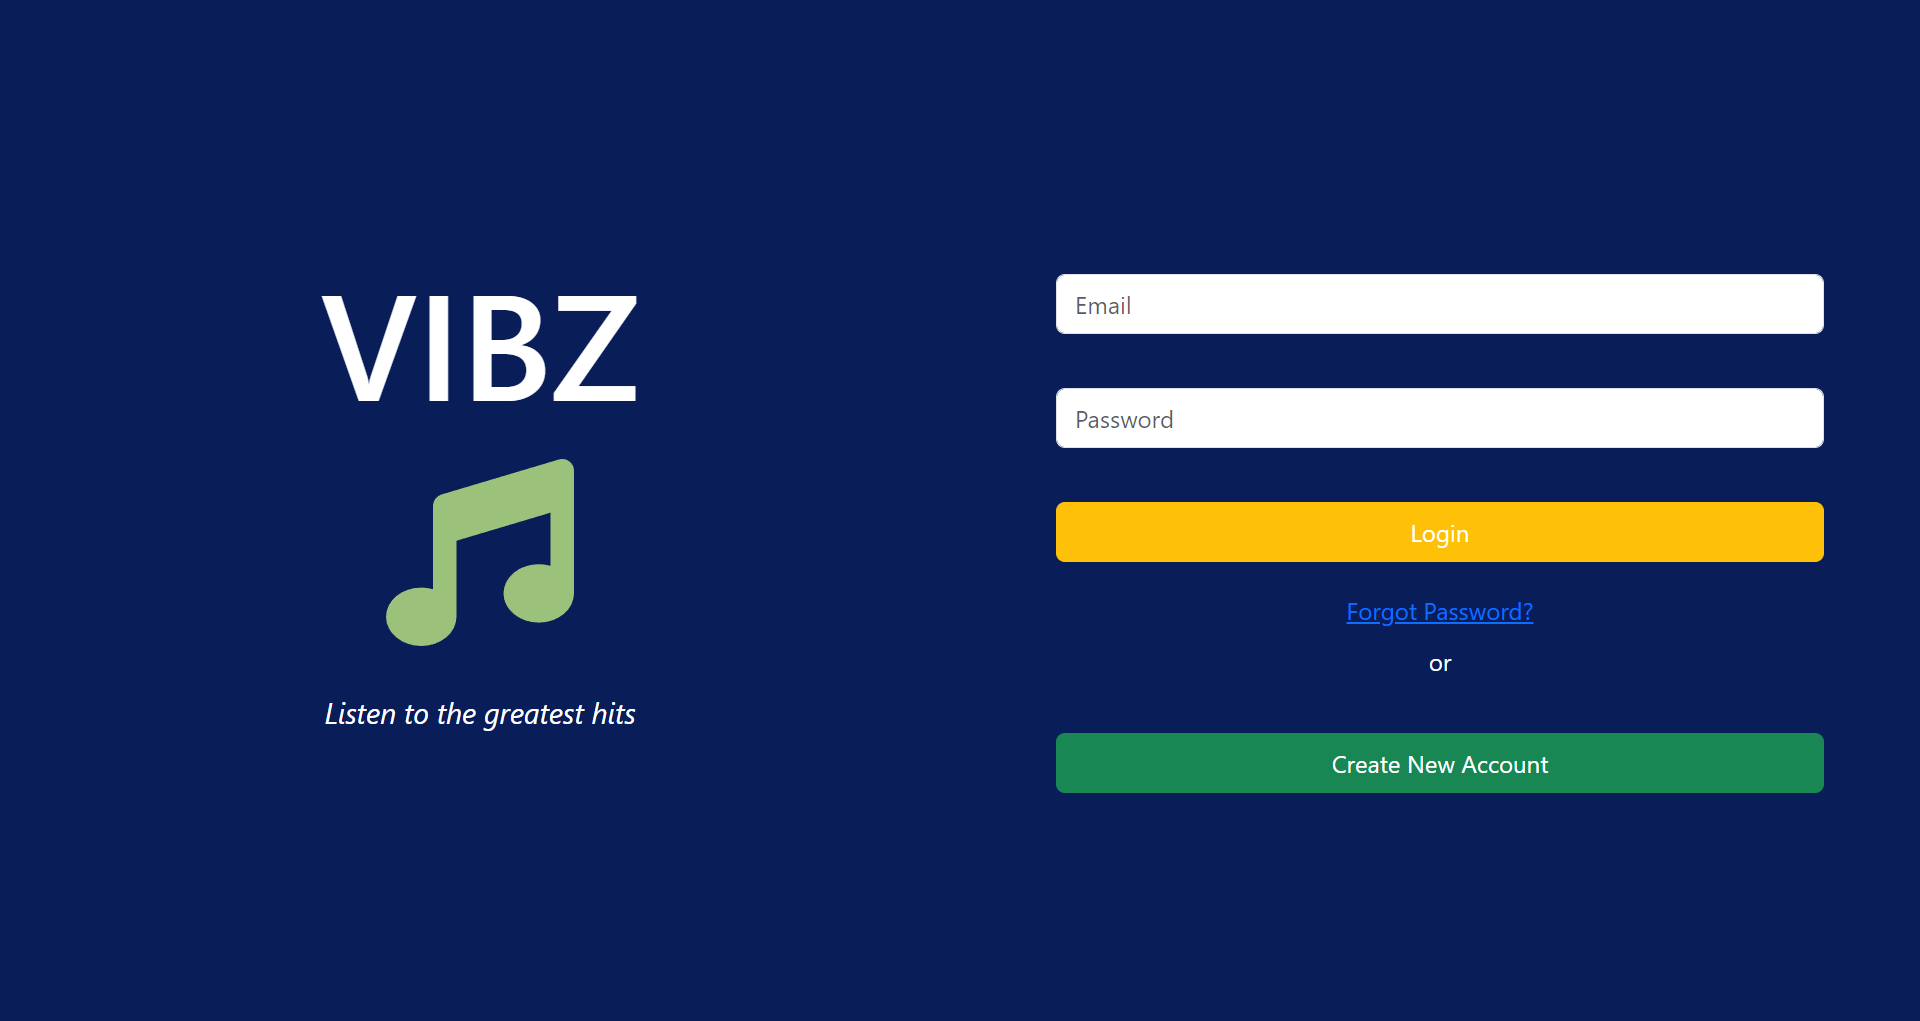 VIBZ
Listen to the greatest hits
Email
Password
Login
Forgot Password?
or
Create New Account